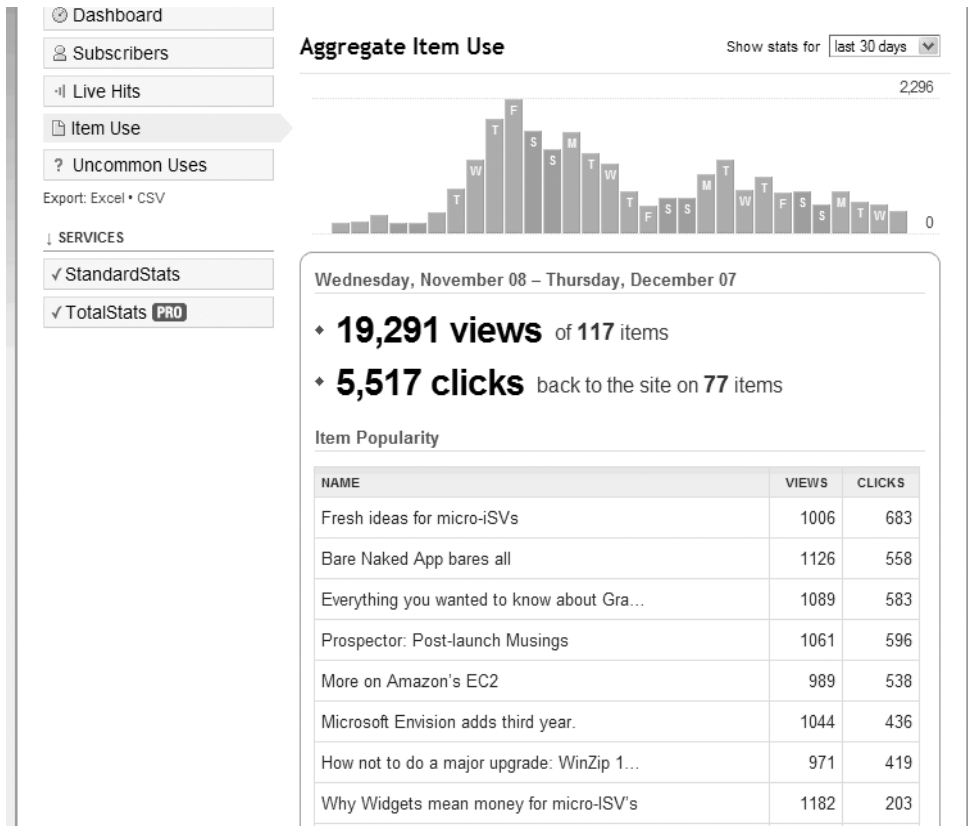 Dashboard
Subscribers
Live Hits
Item Use
? Uncommon Uses
Export: Excel • CSV
↓ SERVICES
✓ StandardStats
✓ TotalStats PRO
Aggregate Item Use
Show stats for last 30 days
2,296
T W T F S S M T W T F S S M T W T F S S M T W
0
Wednesday, November 08 – Thursday, December 07
19,291 views of 117 items
5,517 clicks back to the site on 77 items
Item Popularity
NAME VIEWS CLICKS
Fresh ideas for micro-iSVs 1006 683
Bare Naked App bares all 1126 558
Everything you wanted to know about Gra... 1089 583
Prospector: Post-launch Musings 1061 596
More on Amazon's EC2 989 538
Microsoft Envision adds third year. 1044 436
How not to do a major upgrade: WinZip 1... 971 419
Why Widgets mean money for micro-ISV's 1182 203